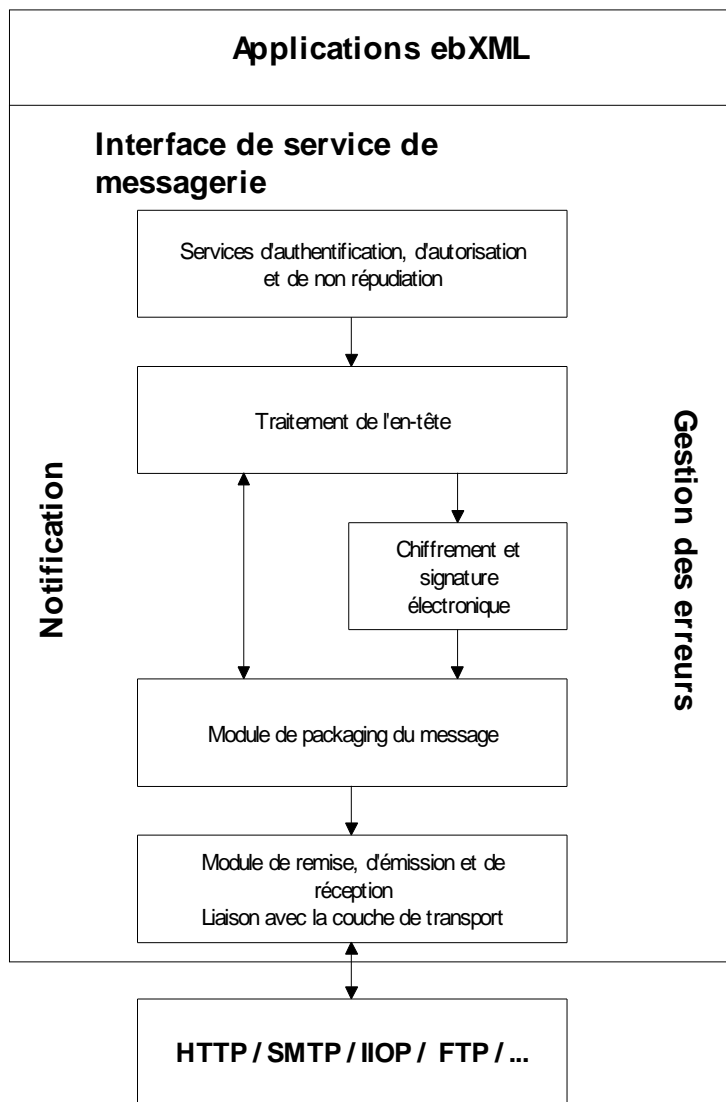 Applications ebXML
Interface de service de
messagerie
Services d'authentification, d'autorisation
et de non répudiation
Traitement de l'en-tête
Notification
Gestion des erreurs
Chiffrement et
signature
électronique
Module de packaging du message
Module de remise, d'émission et de
réception
Liaison avec la couche de transport
HTTP / SMTP / IIOP / FTP / ...